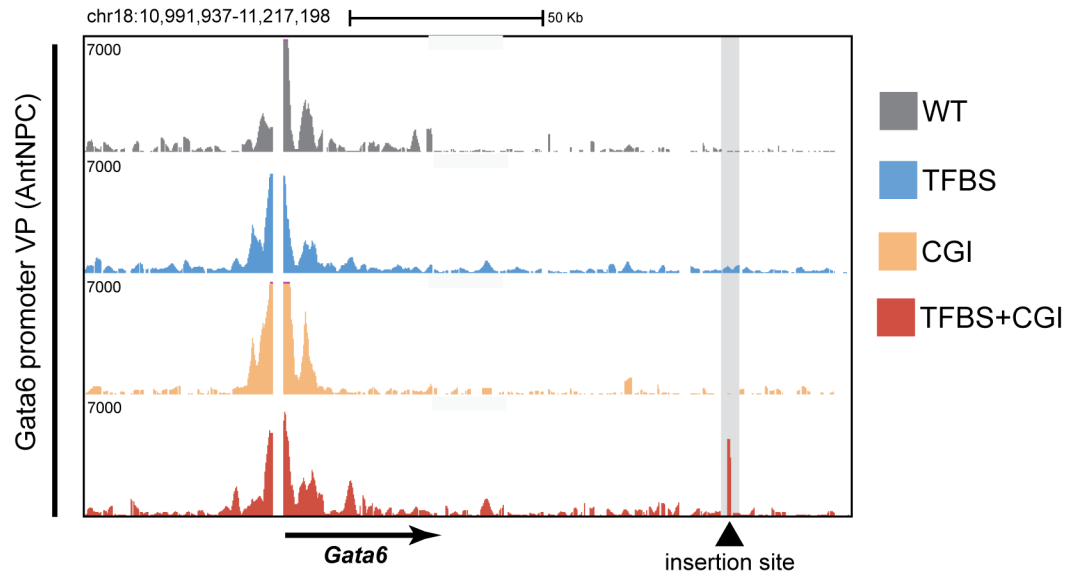 chr18:10,991,937-11,217,198
50 Kb
Gata6 promoter VP (AntNPC)
7000
7000
7000
7000
WT
TFBS
CGI
TFBS+CGI
Gata6
insertion site